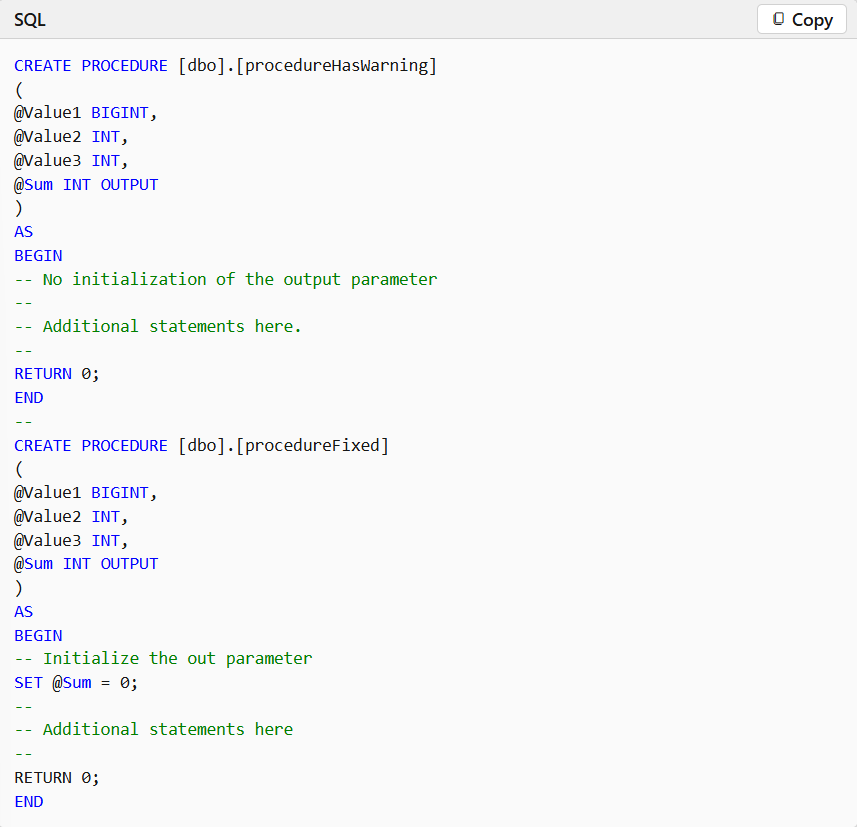 SQL
Copy
CREATE PROCEDURE [dbo].[procedureHasWarning]
(
@Value1 BIGINT,
@Value2 INT,
@Value3 INT,
@Sum INT OUTPUT
)
AS
BEGIN
-- No initialization of the output parameter
--
-- Additional statements here.
--
RETURN 0;
END
--
CREATE PROCEDURE [dbo].[procedureFixed]
(
@Value1 BIGINT,
@Value2 INT,
@Value3 INT,
@Sum INT OUTPUT
)
AS
BEGIN
-- Initialize the out parameter
SET @Sum = 0;
--
-- Additional statements here
--
RETURN 0;
END